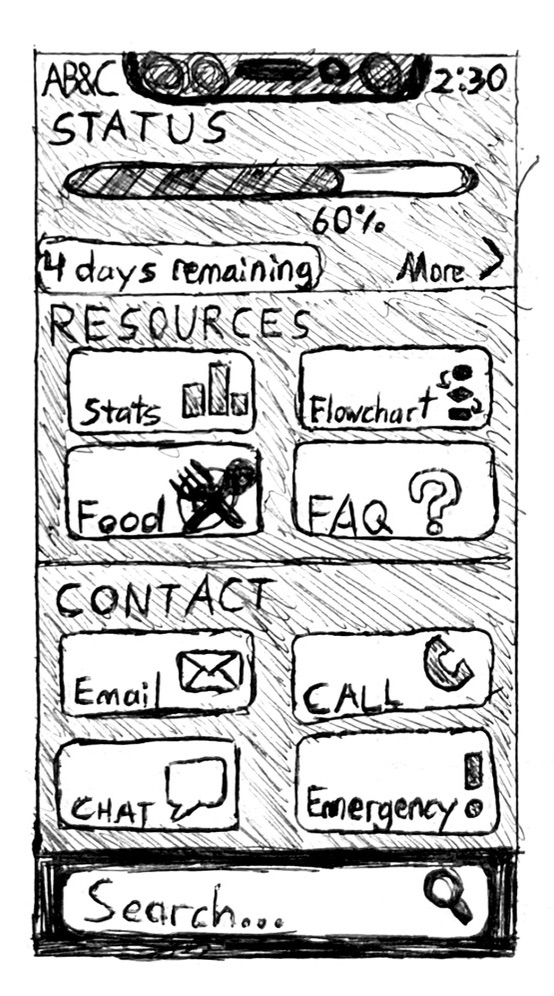 AB&C 2:30
STATUS
60%
4 days remaining More >
RESOURCES
Stats Flowchart
Food FAQ
CONTACT
Email CALL
CHAT Emergency
Search...